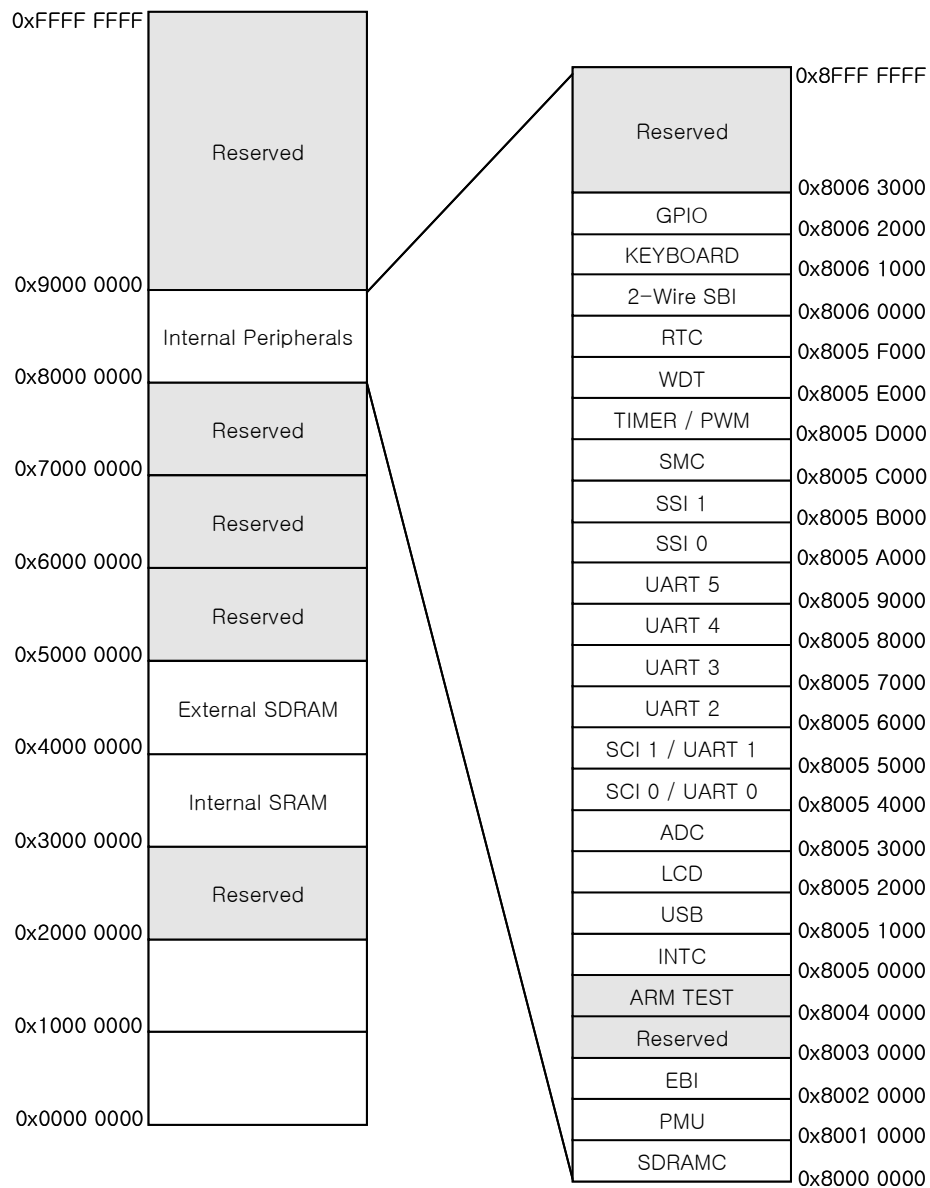 0xFFFF FFFF
Reserved
0x9000 0000
Internal Peripherals
0x8000 0000
Reserved
0x7000 0000
Reserved
0x6000 0000
Reserved
0x5000 0000
External SDRAM
0x4000 0000
Internal SRAM
0x3000 0000
Reserved
0x2000 0000
0x1000 0000
0x0000 0000
0x8FFF FFFF
Reserved
0x8006 3000
GPIO
0x8006 2000
KEYBOARD
0x8006 1000
2-Wire SBI
0x8006 0000
RTC
0x8005 F000
WDT
0x8005 E000
TIMER / PWM
0x8005 D000
SMC
0x8005 C000
SSI 1
0x8005 B000
SSI 0
0x8005 A000
UART 5
0x8005 9000
UART 4
0x8005 8000
UART 3
0x8005 7000
UART 2
0x8005 6000
SCI 1 / UART 1
0x8005 5000
SCI 0 / UART 0
0x8005 4000
ADC
0x8005 3000
LCD
0x8005 2000
USB
0x8005 1000
INTC
0x8005 0000
ARM TEST
0x8004 0000
Reserved
0x8003 0000
EBI
0x8002 0000
PMU
0x8001 0000
SDRAMC
0x8000 0000